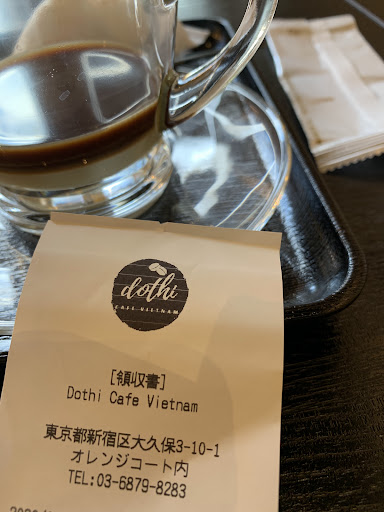 dothi
CAFE VIETNAM
[領収書]
Dothi Cafe Vietnam
東京都新宿区大久保3-10-1
オレンジコート内
TEL:03-6879-8283